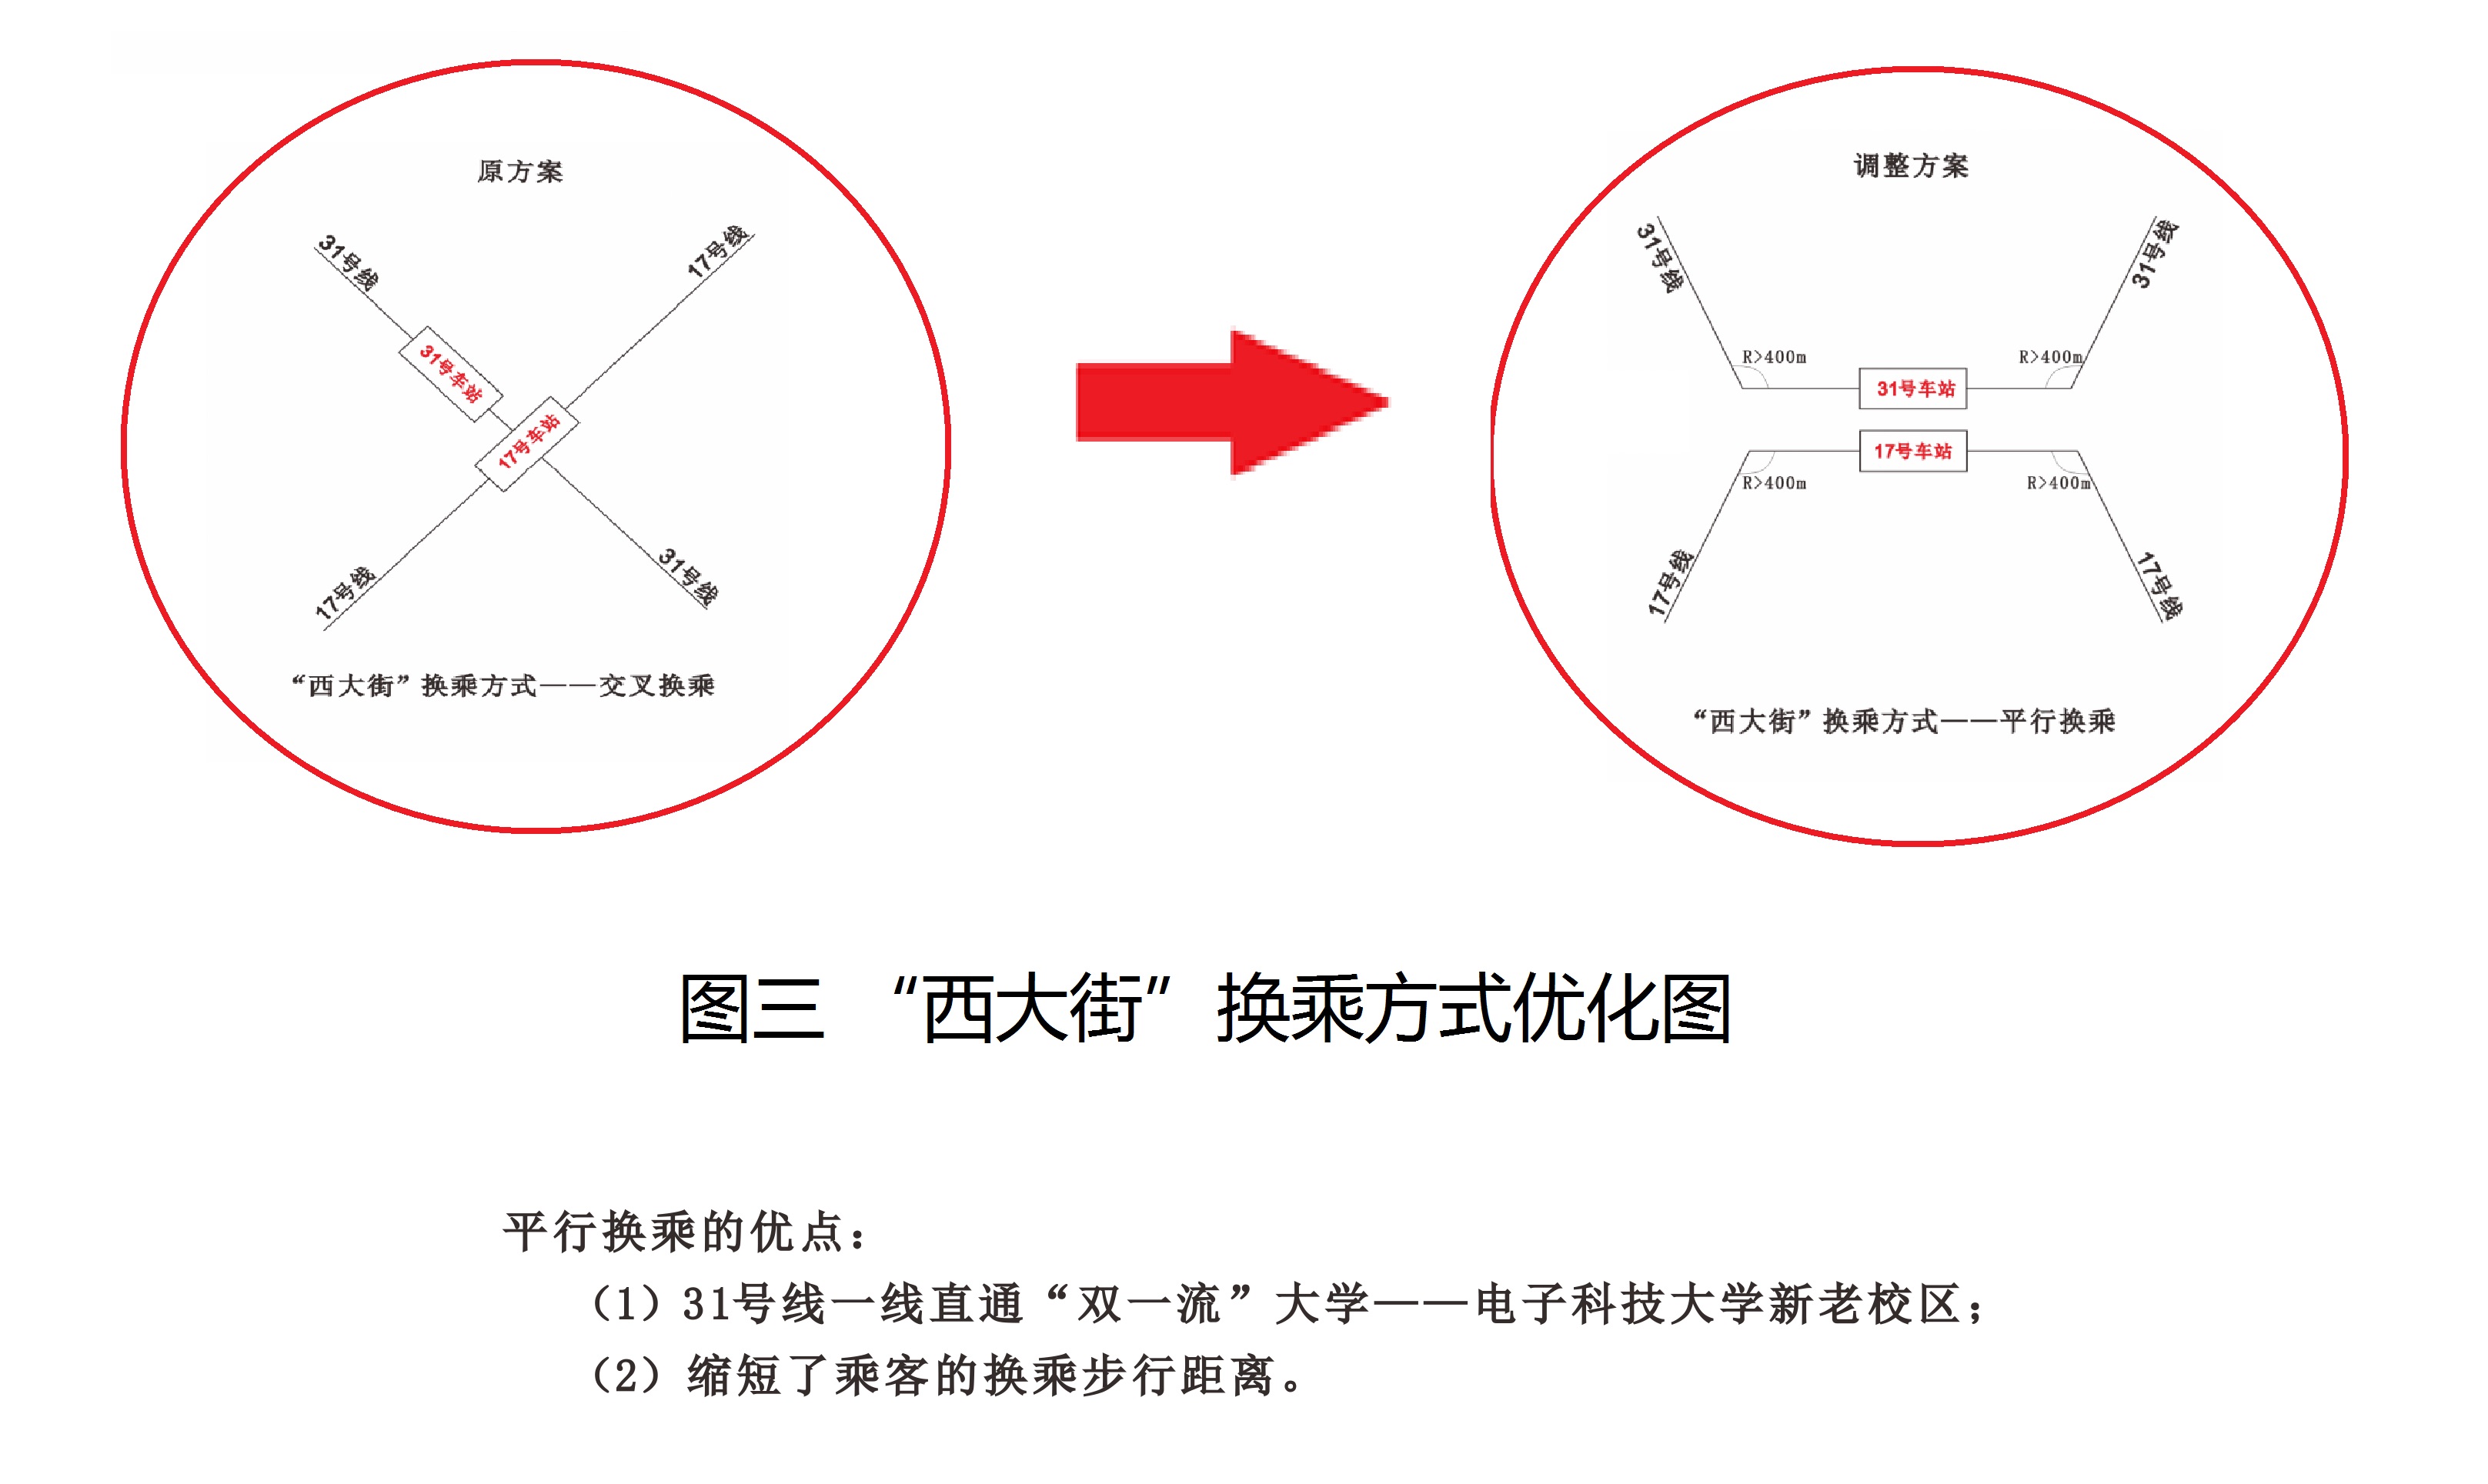 原方案
31号线
17号线
31号车站
17号车站
17号线
31号线
“西大街”换乘方式——交叉换乘
调整方案
31号线
31号线
R>400m
R>400m
31号车站
17号车站
R>400m
R>400m
17号线
17号线
“西大街”换乘方式——平行换乘
图三 “西大街” 换乘方式优化图
平行换乘的优点：
（1）31号线一线直通“双一流”大学——电子科技大学新老校区；
（2）缩短了乘客的换乘步行距离。